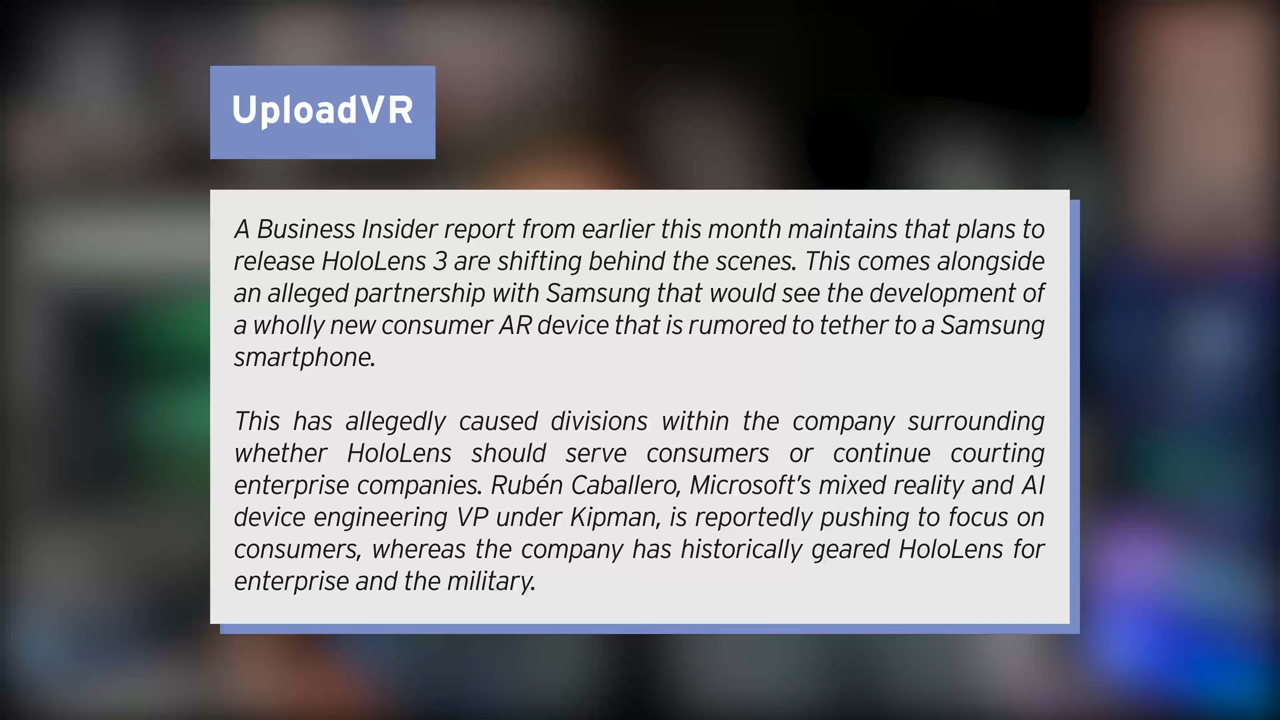 UploadVR
A Business Insider report from earlier this month maintains that plans to
release HoloLens 3 are shifting behind the scenes. This comes alongside
an alleged partnership with Samsung that would see the development of
a wholly new consumer AR device that is rumored to tether to a Samsung
smartphone.
This has allegedly caused divisions within the company surrounding
whether HoloLens should serve consumers or continue courting
enterprise companies. Rubén Caballero, Microsoft’s mixed reality and AI
device engineering VP under Kipman, is reportedly pushing to focus on
consumers, whereas the company has historically geared HoloLens for
enterprise and the military.